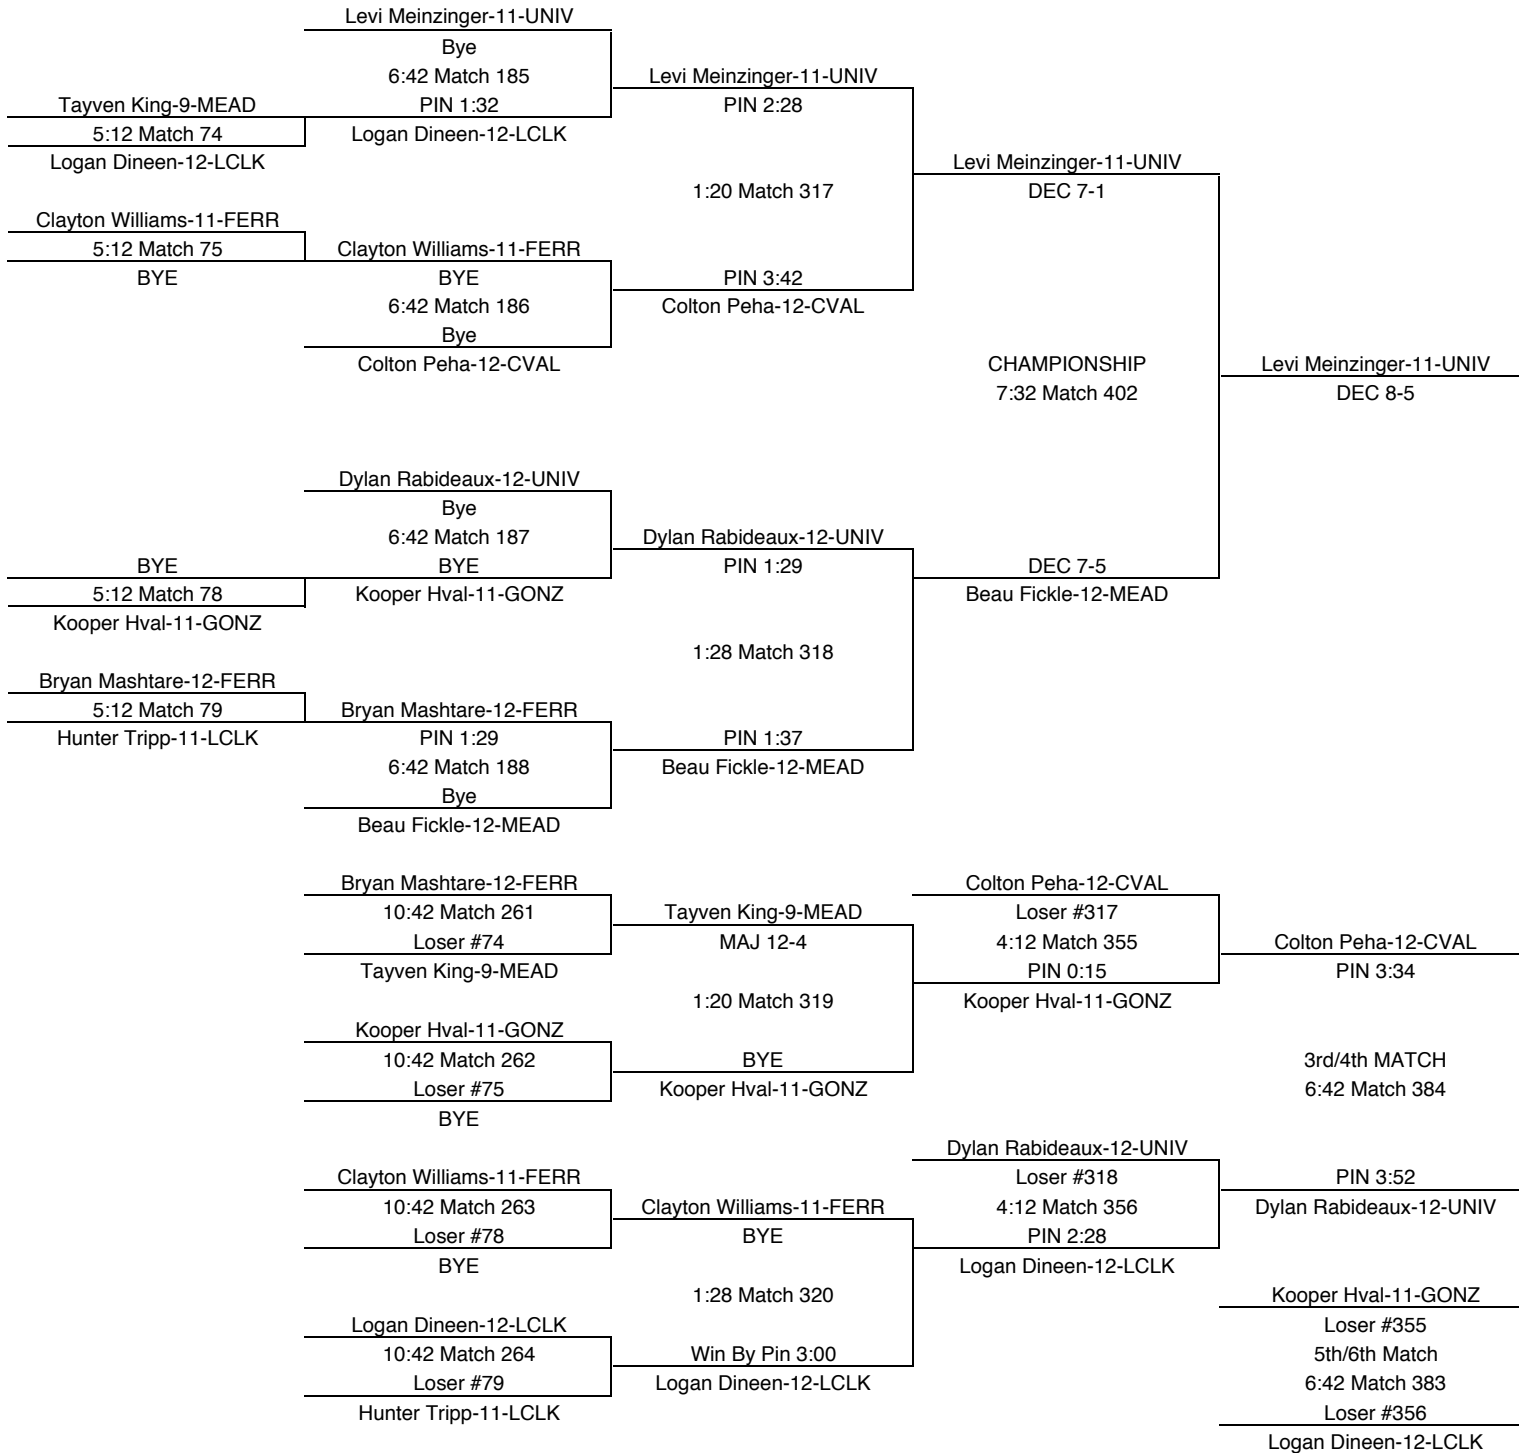 Levi Meinzinger-11-UNIV
Bye
6:42 Match 185
Levi Meinzinger-11-UNIV
Tayven King-9-MEAD
PIN 1:32
PIN 2:28
5:12 Match 74
Logan Dineen-12-LCLK
Logan Dineen-12-LCLK
Levi Meinzinger-11-UNIV
1:20 Match 317
DEC 7-1
Clayton Williams-11-FERR
5:12 Match 75
Clayton Williams-11-FERR
BYE
BYE
PIN 3:42
6:42 Match 186
Colton Peha-12-CVAL
Bye
Colton Peha-12-CVAL
CHAMPIONSHIP
Levi Meinzinger-11-UNIV
7:32 Match 402
DEC 8-5
Dylan Rabideaux-12-UNIV
Bye
6:42 Match 187
Dylan Rabideaux-12-UNIV
BYE
BYE
PIN 1:29
DEC 7-5
5:12 Match 78
Kooper Hval-11-GONZ
Beau Fickle-12-MEAD
Kooper Hval-11-GONZ
1:28 Match 318
Bryan Mashtare-12-FERR
5:12 Match 79
Bryan Mashtare-12-FERR
Hunter Tripp-11-LCLK
PIN 1:29
PIN 1:37
6:42 Match 188
Beau Fickle-12-MEAD
Bye
Beau Fickle-12-MEAD
Bryan Mashtare-12-FERR
Colton Peha-12-CVAL
10:42 Match 261
Tayven King-9-MEAD
Loser #317
Loser #74
MAJ 12-4
4:12 Match 355
Colton Peha-12-CVAL
Tayven King-9-MEAD
PIN 0:15
PIN 3:34
1:20 Match 319
Kooper Hval-11-GONZ
Kooper Hval-11-GONZ
10:42 Match 262
BYE
3rd/4th MATCH
Loser #75
Kooper Hval-11-GONZ
6:42 Match 384
BYE
Dylan Rabideaux-12-UNIV
Clayton Williams-11-FERR
Loser #318
PIN 3:52
10:42 Match 263
Clayton Williams-11-FERR
4:12 Match 356
Dylan Rabideaux-12-UNIV
Loser #78
BYE
PIN 2:28
BYE
Logan Dineen-12-LCLK
1:28 Match 320
Kooper Hval-11-GONZ
Logan Dineen-12-LCLK
Loser #355
10:42 Match 264
Win By Pin 3:00
5th/6th Match
Loser #79
Logan Dineen-12-LCLK
6:42 Match 383
Hunter Tripp-11-LCLK
Loser #356
Logan Dineen-12-LCLK